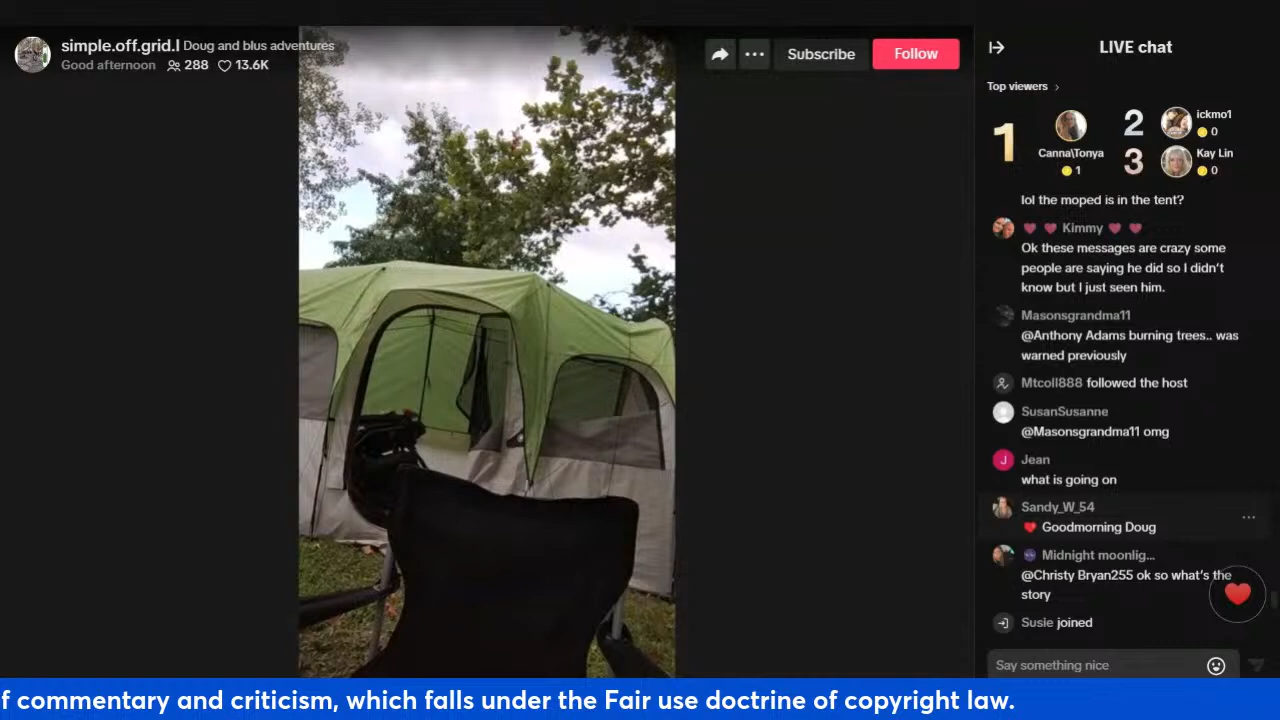 simple.off.grid.l Doug and blus adventures
Good afternoon 288 13.6K
Subscribe
Follow
LIVE chat
Top viewers >
1
Canna\Tonya
1
2
ickmo1
0
3
Kay Lin
0
lol the moped is in the tent?
Kimmy
Ok these messages are crazy some
people are saying he did so I didn't
know but I just seen him.
Masonsgrandma11
@Anthony Adams burning trees.. was
warned previously
Mtcoll888 followed the host
SusanSusanne
@Masonsgrandma11 omg
J Jean
what is going on
Sandy_W_54
Goodmorning Doug
Midnight moonlig...
@Christy Bryan255 ok so what's the
story
Susie joined
Say something nice
f commentary and criticism, which falls under the Fair use doctrine of copyright law.